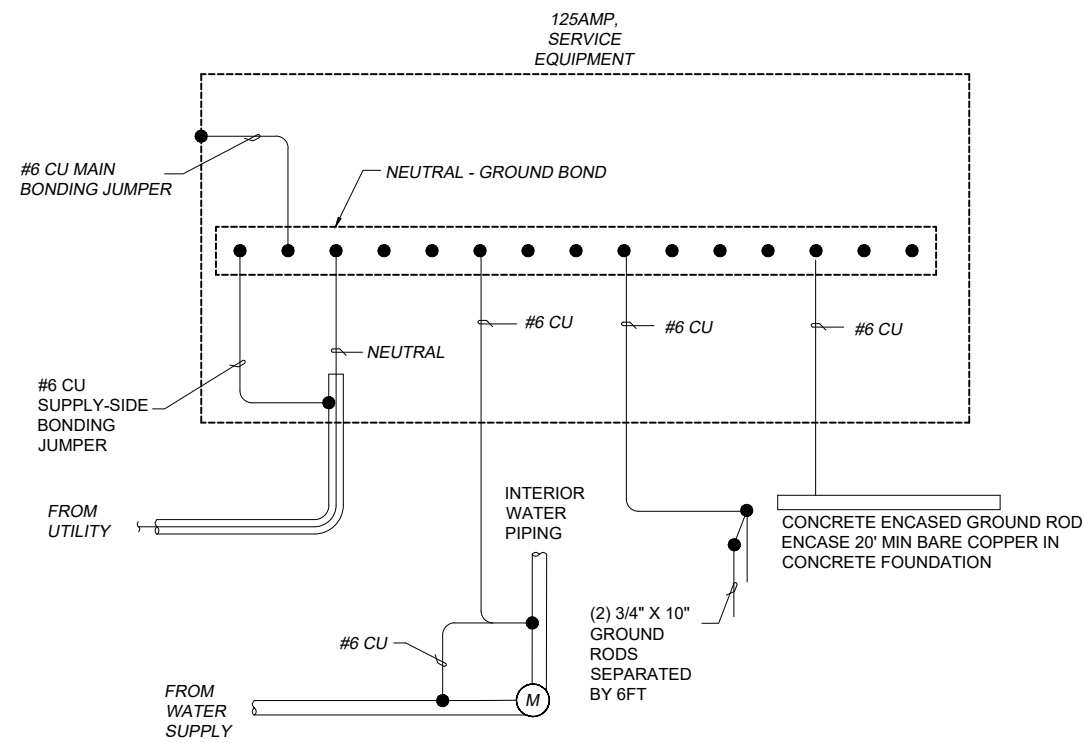 125AMP,
SERVICE
EQUIPMENT
#6 CU MAIN
BONDING JUMPER
NEUTRAL - GROUND BOND
#6 CU
#6 CU
#6 CU
NEUTRAL
#6 CU
SUPPLY-SIDE
BONDING
JUMPER
FROM
UTILITY
INTERIOR
WATER
PIPING
CONCRETE ENCASED GROUND ROD
ENCASE 20' MIN BARE COPPER IN
CONCRETE FOUNDATION
(2) 3/4" X 10"
GROUND
RODS
SEPARATED
BY 6FT
#6 CU
M
FROM
WATER
SUPPLY